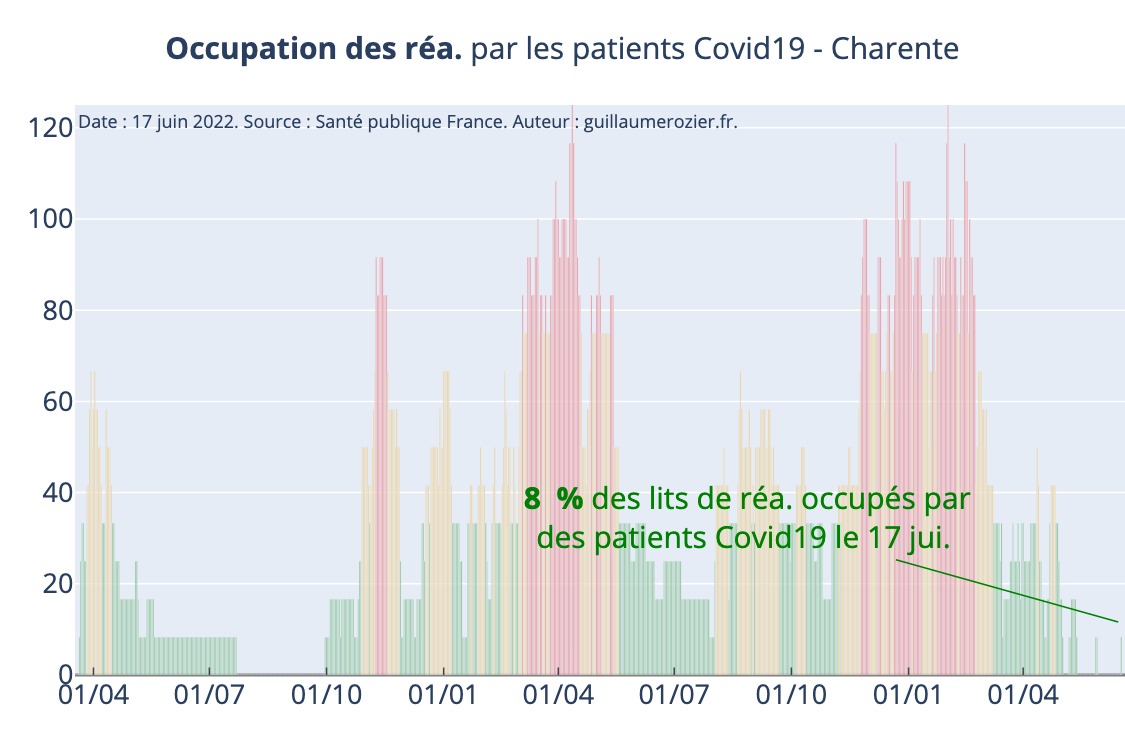 Occupation des réa. par les patients Covid19 - Charente
Date : 17 juin 2022. Source : Santé publique France. Auteur : guillaumerozier.fr.
120
100
80
60
40
20
0
8 % des lits de réa. occupés par
des patients Covid19 le 17 jui.
01/04 01/07 01/10 01/01 01/04 01/07 01/10 01/01 01/04